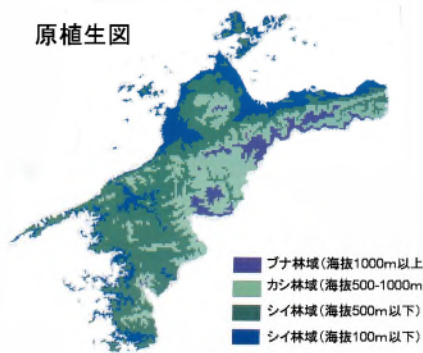 原植生図
ブナ林域(海抜1000m以上
カシ林域(海抜500-1000m
シイ林域(海抜500m以下)
シイ林域(海抜100m以下)